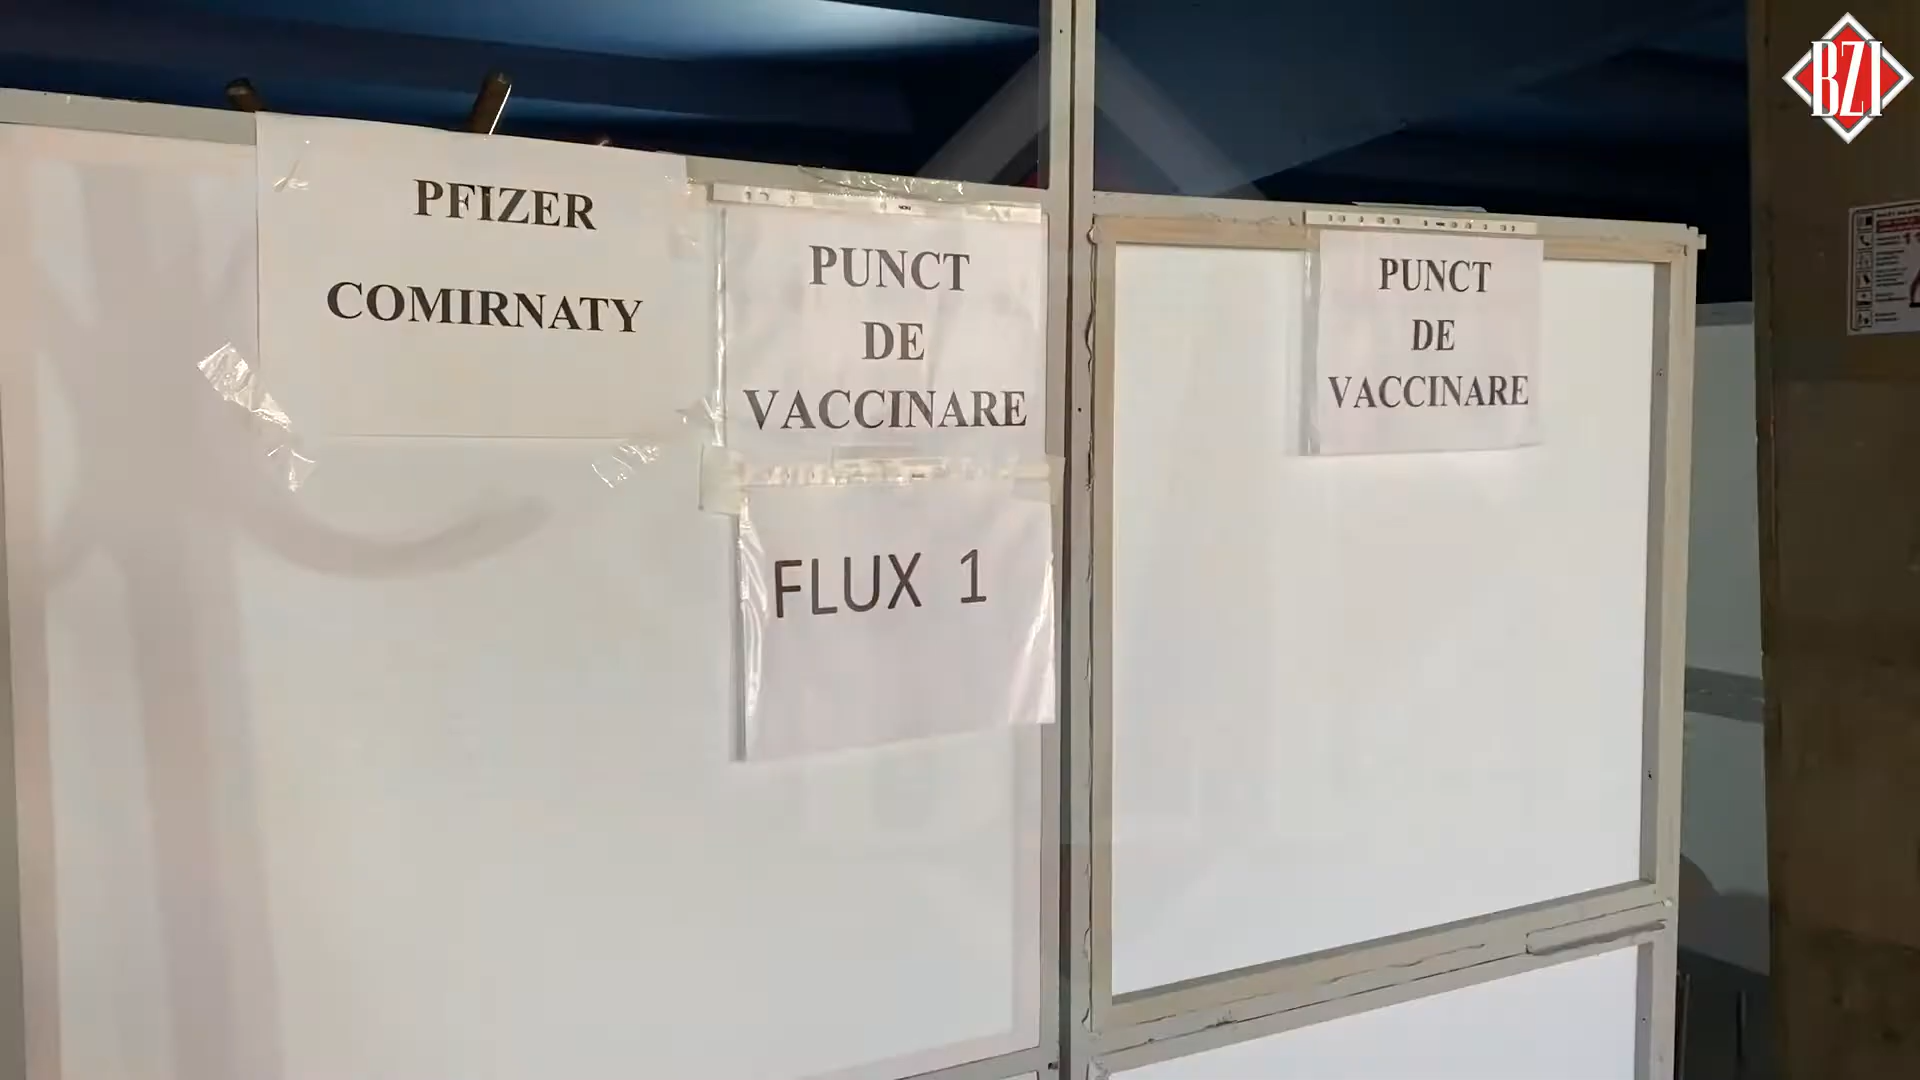 PFIZER
COMIRNATY
PUNCT
DE
VACCINARE
FLUX 1
PUNCT
DE
VACCINARE
BZI